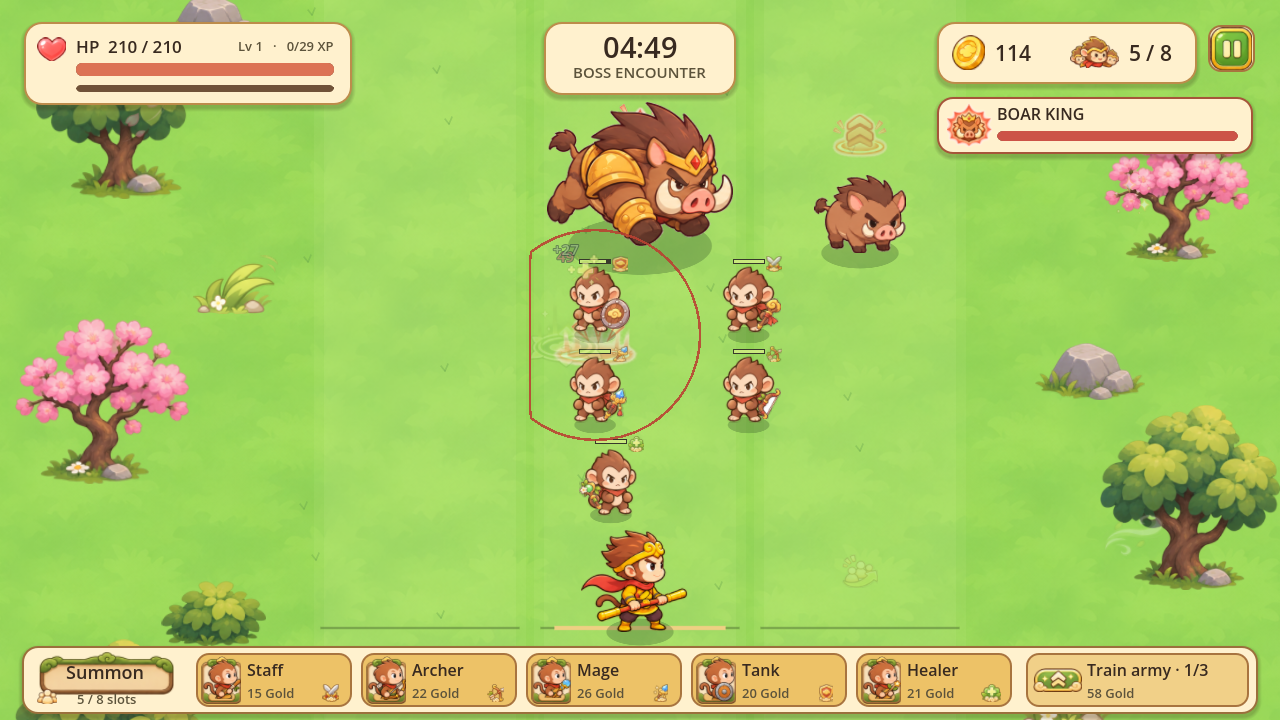 HP 210 / 210
Lv 1 · 0/29 XP
04:49
BOSS ENCOUNTER
114
5 / 8
BOAR KING
+27
Summon
5 / 8 slots
Staff
15 Gold
Archer
22 Gold
Mage
26 Gold
Tank
20 Gold
Healer
21 Gold
Train army · 1/3
58 Gold